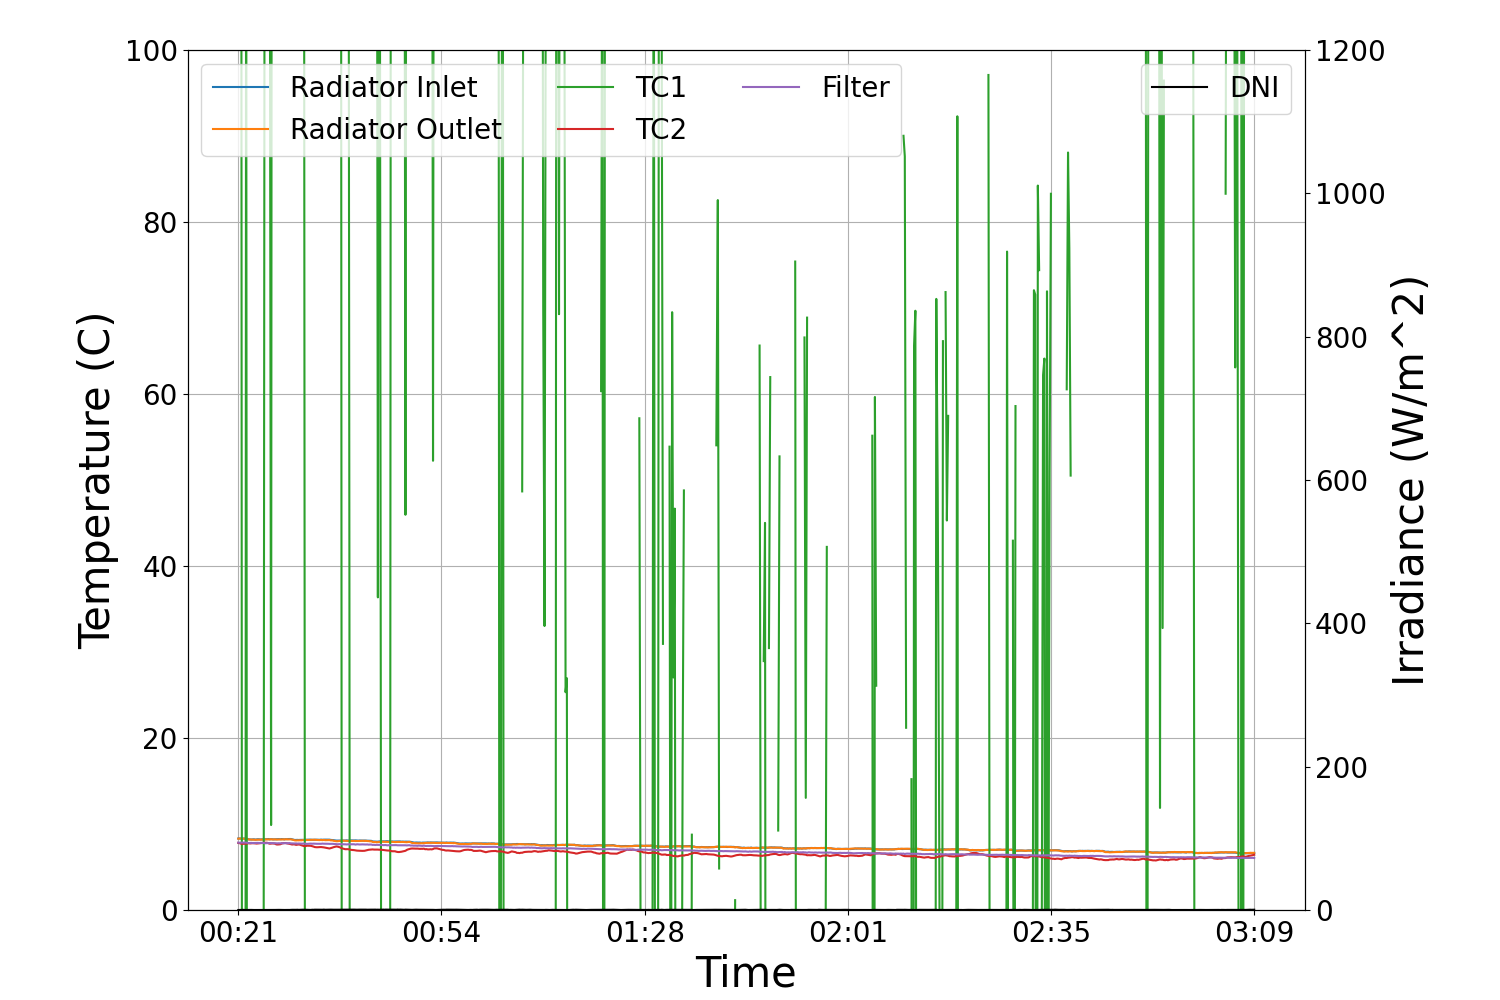 100
80
60
40
20
0
Temperature (C)
Radiator Inlet
Radiator Outlet
TC1
TC2
Filter
DNI
1200
1000
800
600
400
200
0
Irradiance (W/m^2)
00:21
00:54
01:28
02:01
02:35
03:09
Time